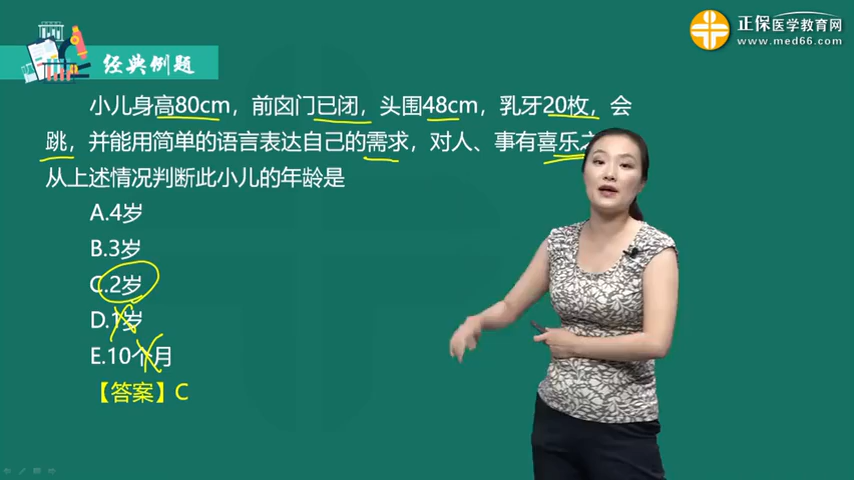 正保医学教育网
www.med66.com
经典例题
小儿身高80cm，前囟门已闭，头围48cm，乳牙20枚，会
跳，并能用简单的语言表达自己的需求，对人、事有喜乐之
从上述情况判断此小儿的年龄是
A.4岁
B.3岁
C.2岁
D.1岁
E.10个月
【答案】C